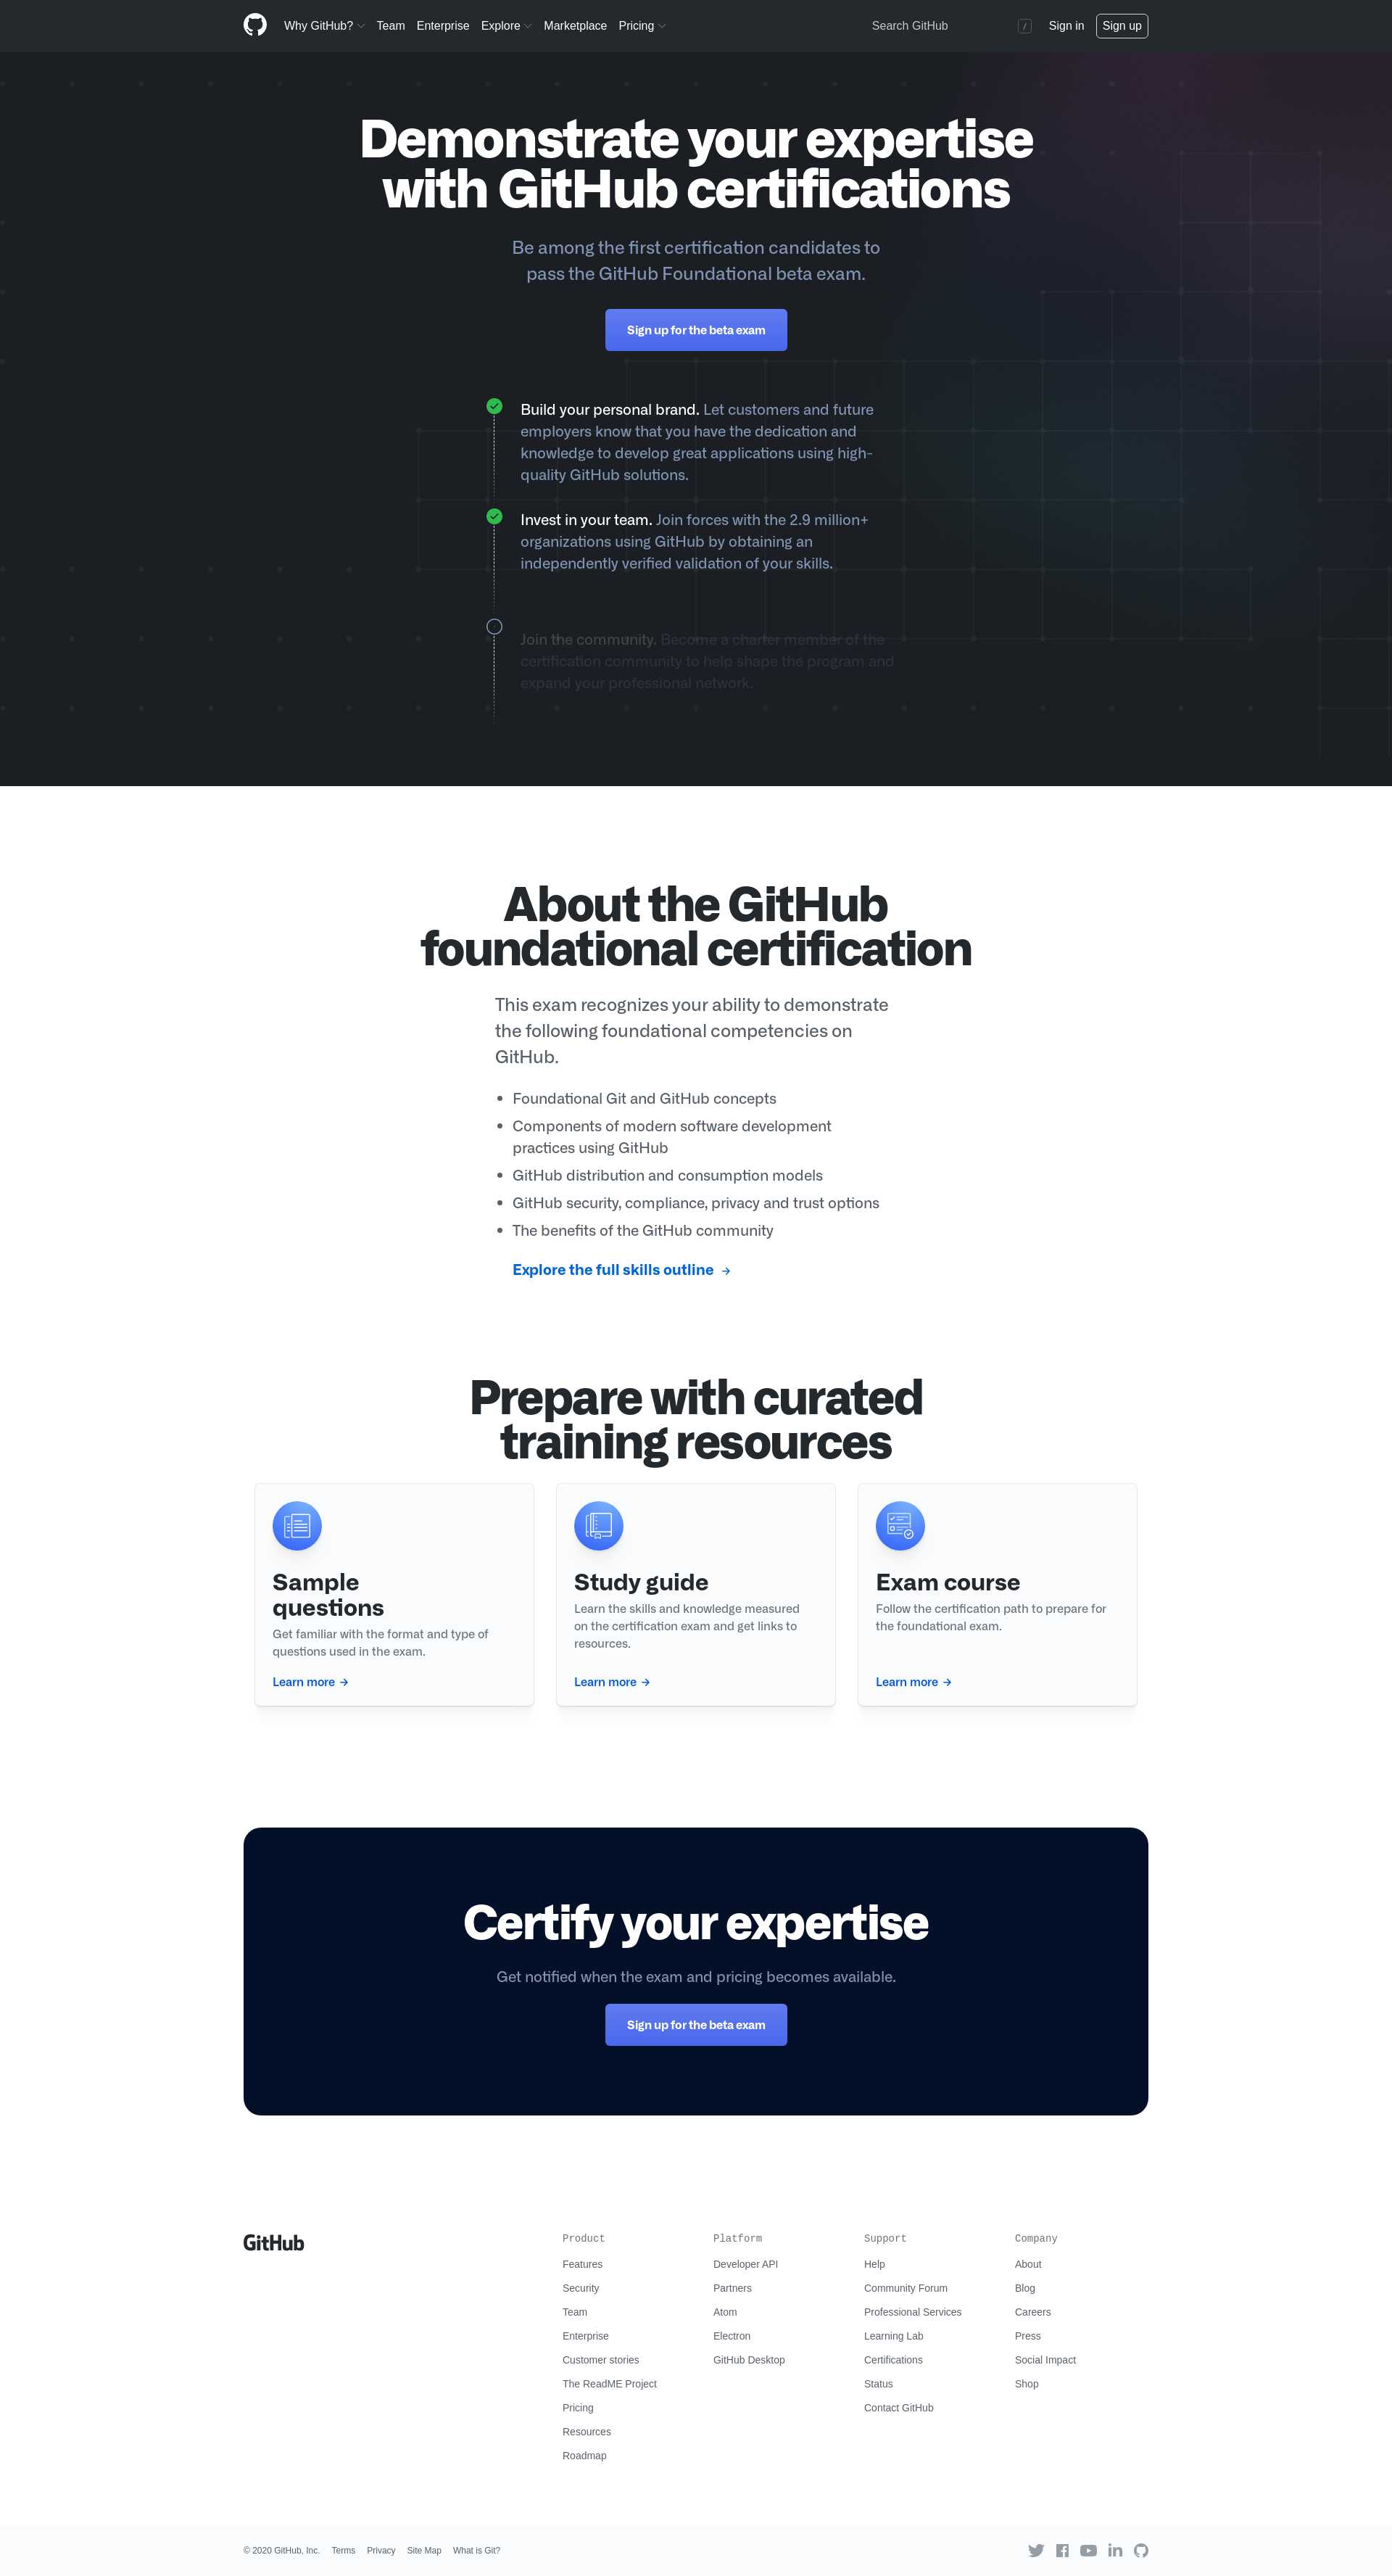 Why GitHub? Team Enterprise Explore Marketplace Pricing Search GitHub / Sign in Sign up
Demonstrate your expertise
with GitHub certifications
Be among the first certification candidates to
pass the GitHub Foundational beta exam.
Sign up for the beta exam
Build your personal brand. Let customers and future
employers know that you have the dedication and
knowledge to develop great applications using high-
quality GitHub solutions.
Invest in your team. Join forces with the 2.9 million+
organizations using GitHub by obtaining an
independently verified validation of your skills.
Join the community. Become a charter member of the
certification community to help shape the program and
expand your professional network.
About the GitHub
foundational certification
This exam recognizes your ability to demonstrate
the following foundational competencies on
GitHub.
• Foundational Git and GitHub concepts
• Components of modern software development
practices using GitHub
• GitHub distribution and consumption models
• GitHub security, compliance, privacy and trust options
• The benefits of the GitHub community
Explore the full skills outline →
Prepare with curated
training resources
Sample
questions
Get familiar with the format and type of
questions used in the exam.
Learn more →
Study guide
Learn the skills and knowledge measured
on the certification exam and get links to
resources.
Learn more →
Exam course
Follow the certification path to prepare for
the foundational exam.
Learn more →
Certify your expertise
Get notified when the exam and pricing becomes available.
Sign up for the beta exam
GitHub
Product
Features
Security
Team
Enterprise
Customer stories
The ReadME Project
Pricing
Resources
Roadmap
Platform
Developer API
Partners
Atom
Electron
GitHub Desktop
Support
Help
Community Forum
Professional Services
Learning Lab
Certifications
Status
Contact GitHub
Company
About
Blog
Careers
Press
Social Impact
Shop
© 2020 GitHub, Inc. Terms Privacy Site Map What is Git?